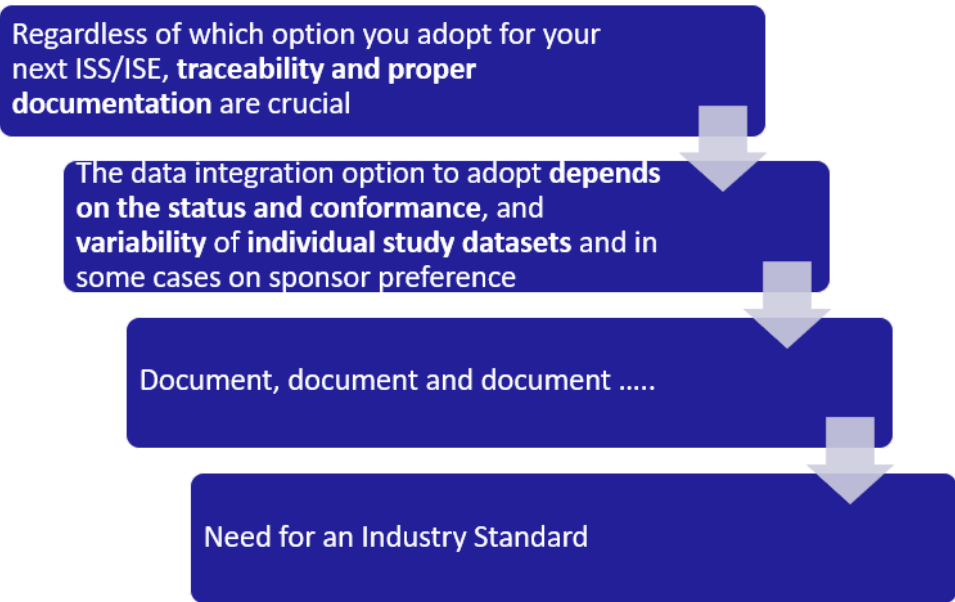 Regardless of which option you adopt for your
next ISS/ISE, traceability and proper
documentation are crucial
The data integration option to adopt depends
on the status and conformance, and
variability of individual study datasets and in
some cases on sponsor preference
Document, document and document .....
Need for an Industry Standard